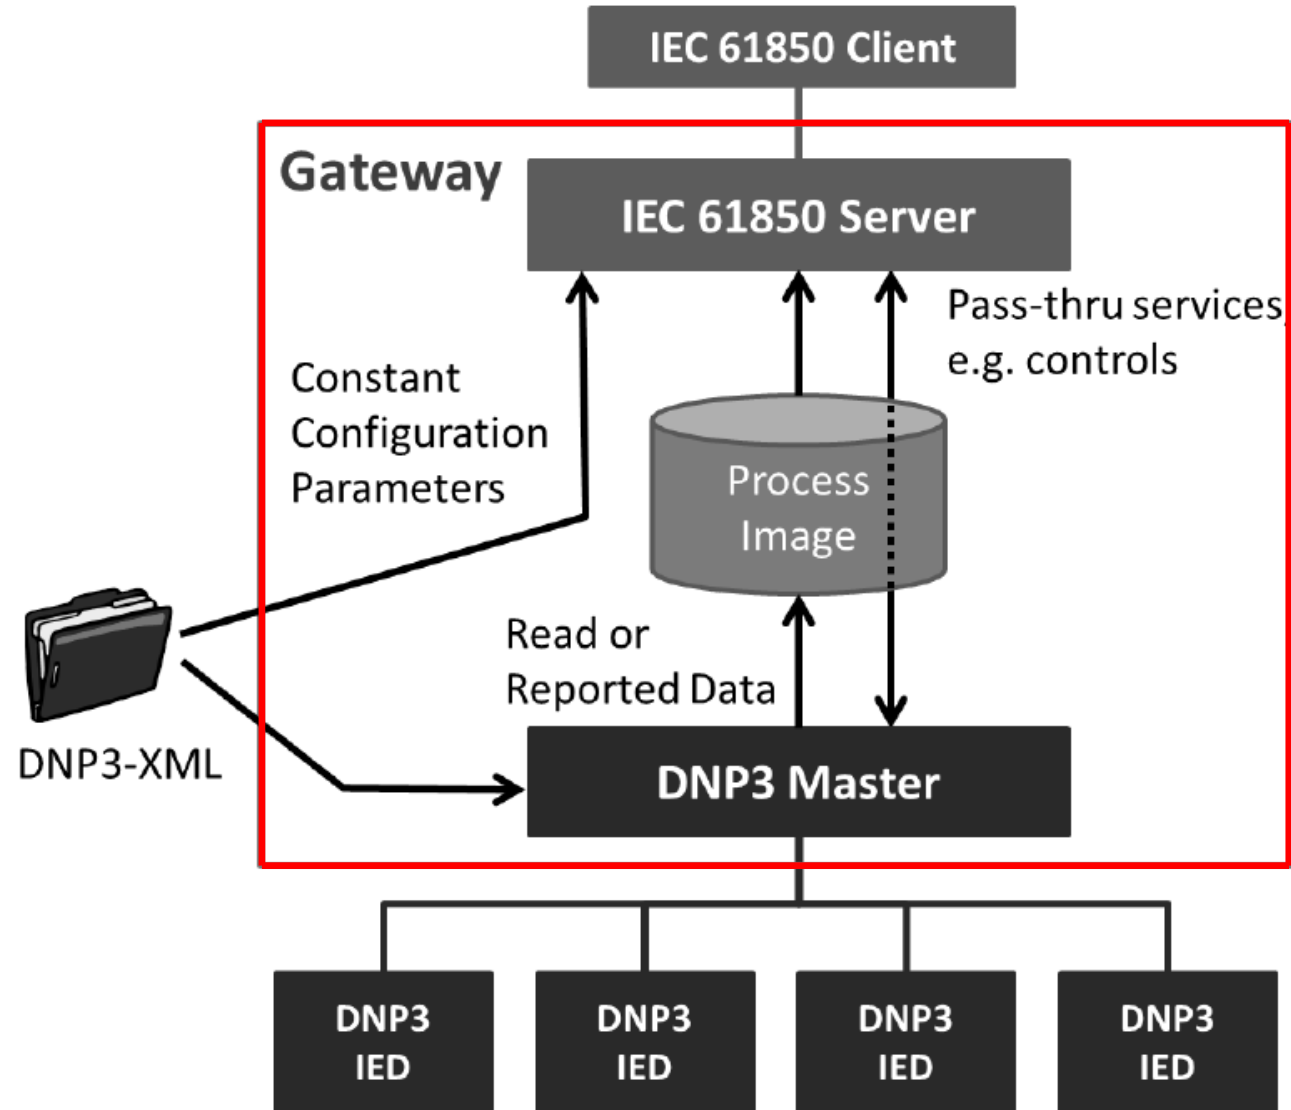 IEC 61850 Client
Gateway
IEC 61850 Server
Pass-thru services,
e.g. controls
Constant
Configuration
Parameters
Process
Image
Read or
Reported Data
DNP3-XML
DNP3 Master
DNP3
IED
DNP3
IED
DNP3
IED
DNP3
IED